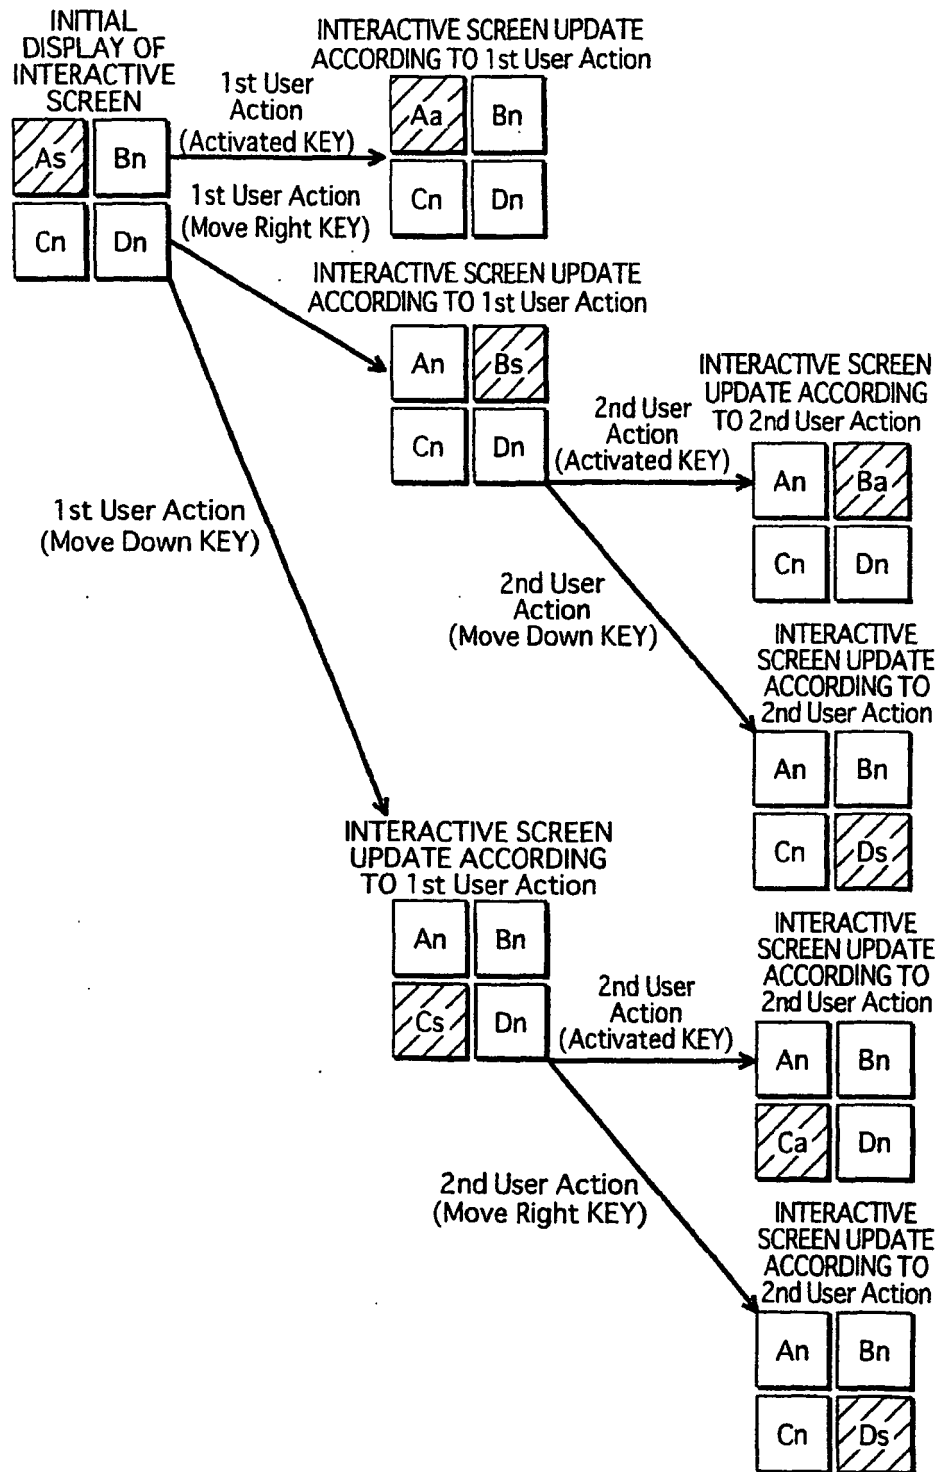 INITIAL
DISPLAY OF
INTERACTIVE
SCREEN
As
Bn
Cn
Dn
1st User
Action
(Activated KEY)
INTERACTIVE SCREEN UPDATE
ACCORDING TO 1st User Action
Aa
Bn
Cn
Dn
1st User Action
(Move Right KEY)
INTERACTIVE SCREEN UPDATE
ACCORDING TO 1st User Action
An
Bs
Cn
Dn
2nd User
Action
(Activated KEY)
INTERACTIVE SCREEN
UPDATE ACCORDING
TO 2nd User Action
An
Ba
Cn
Dn
2nd User
Action
(Move Down KEY)
INTERACTIVE
SCREEN UPDATE
ACCORDING TO
2nd User Action
An
Bn
Cn
Ds
1st User Action
(Move Down KEY)
INTERACTIVE SCREEN
UPDATE ACCORDING
TO 1st User Action
An
Bn
Cs
Dn
2nd User
Action
(Activated KEY)
INTERACTIVE
SCREEN UPDATE
ACCORDING TO
2nd User Action
An
Bn
Ca
Dn
2nd User Action
(Move Right KEY)
INTERACTIVE
SCREEN UPDATE
ACCORDING TO
2nd User Action
An
Bn
Cn
Ds